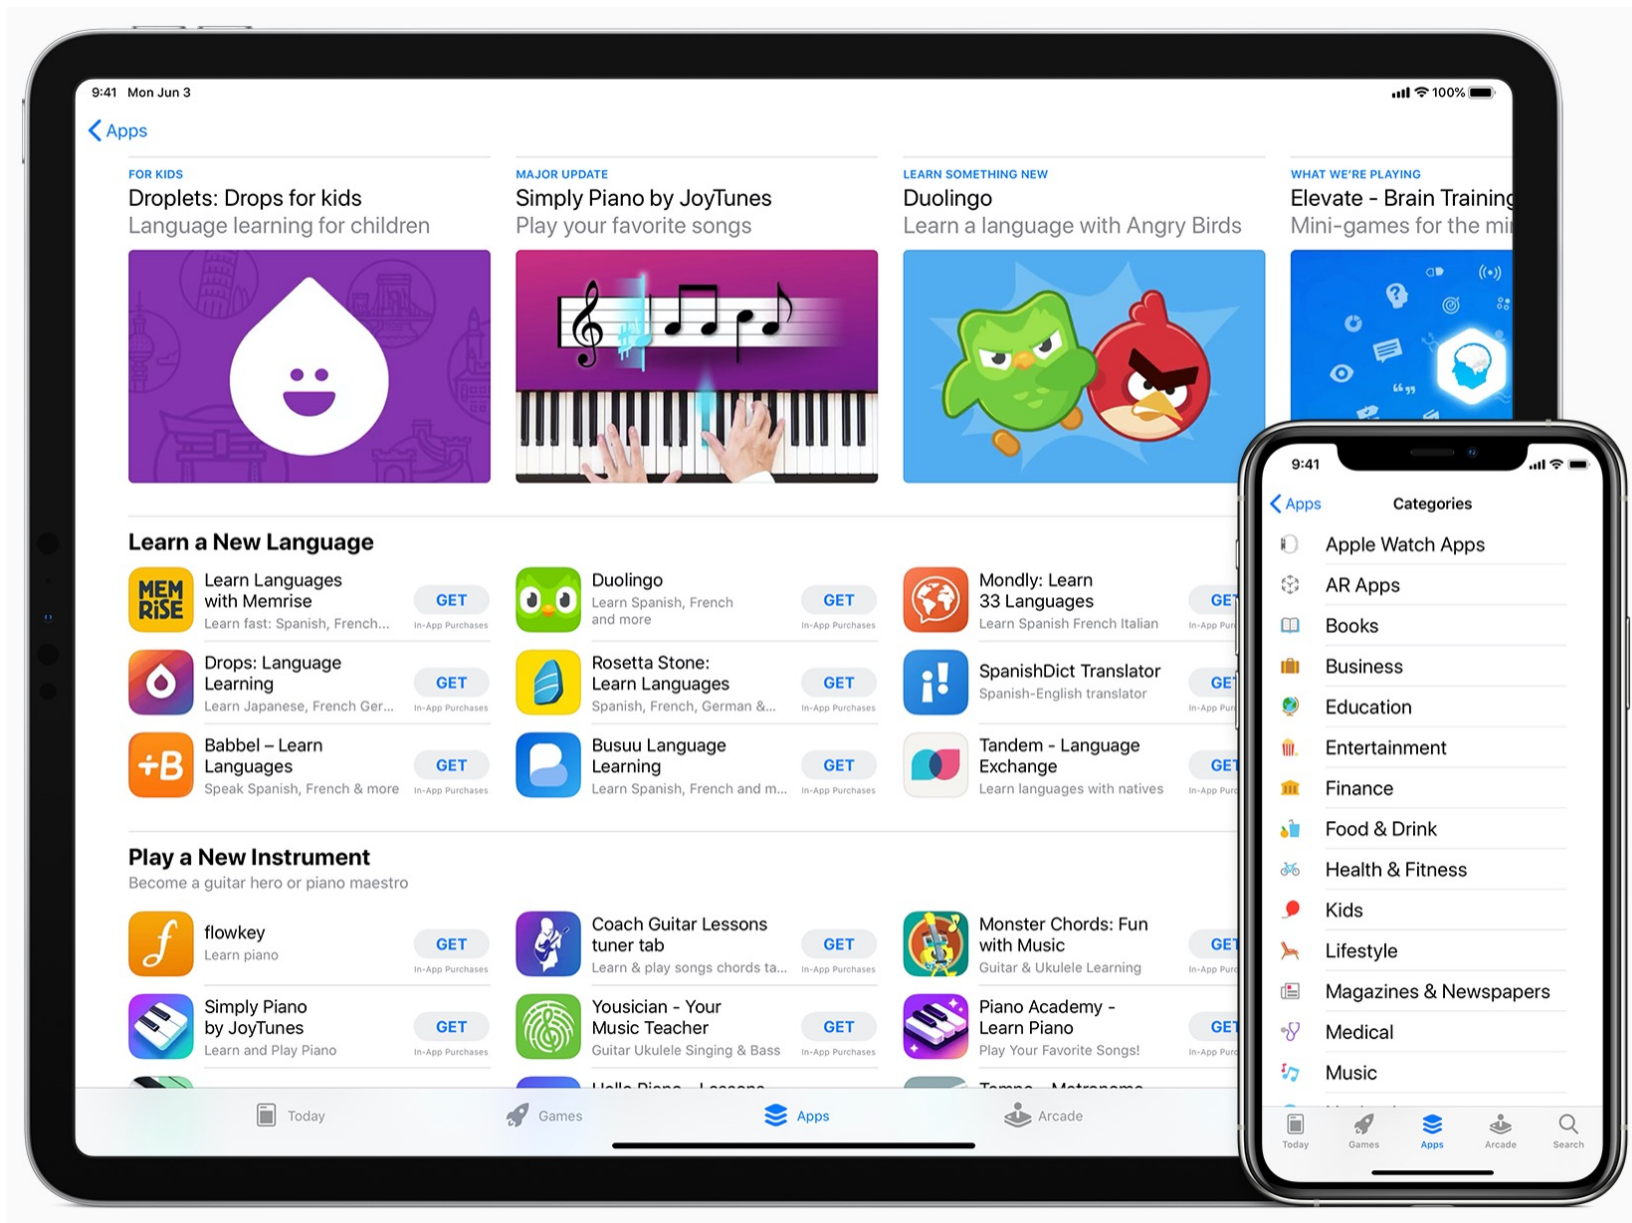 9:41 Mon Jun 3
100%
Apps
FOR KIDS
Droplets: Drops for kids
Language learning for children
MAJOR UPDATE
Simply Piano by JoyTunes
Play your favorite songs
LEARN SOMETHING NEW
Duolingo
Learn a language with Angry Birds
WHAT WE'RE PLAYING
Elevate - Brain Training
Mini-games for the
Learn a New Language
MEM
RiSE
Learn Languages
with Memrise
Learn fast: Spanish, French...
GET
In-App Purchases
Duolingo
Learn Spanish, French
and more
GET
In-App Purchases
Mondly: Learn
33 Languages
Learn Spanish French Italian
Drops: Language
Learning
Learn Japanese, French Ger...
GET
In-App Purchases
Rosetta Stone:
Learn Languages
Spanish, French, German &...
GET
In-App Purchases
SpanishDict Translator
Spanish-English translator
+B
Babbel – Learn
Languages
Speak Spanish, French & more
GET
In-App Purchases
Busuu Language
Learning
Learn Spanish, French and m...
GET
In-App Purchases
Tandem - Language
Exchange
Learn languages with natives
Play a New Instrument
Become a guitar hero or piano maestro
flowkey
Learn piano
GET
In-App Purchases
Coach Guitar Lessons
tuner tab
Learn & play songs chords ta...
GET
In-App Purchases
Monster Chords: Fun
with Music
Guitar & Ukulele Learning
Simply Piano
by JoyTunes
Learn and Play Piano
GET
In-App Purchases
Yousician - Your
Music Teacher
Guitar Ukulele Singing & Bass
GET
In-App Purchases
Piano Academy -
Learn Piano
Play Your Favorite Songs!
Today
Games
Apps
Arcade
9:41
Apps
Categories
Apple Watch Apps
AR Apps
Books
Business
Education
Entertainment
Finance
Food & Drink
Health & Fitness
Kids
Lifestyle
Magazines & Newspapers
Medical
Music
Today
Games
Apps
Arcade
Search